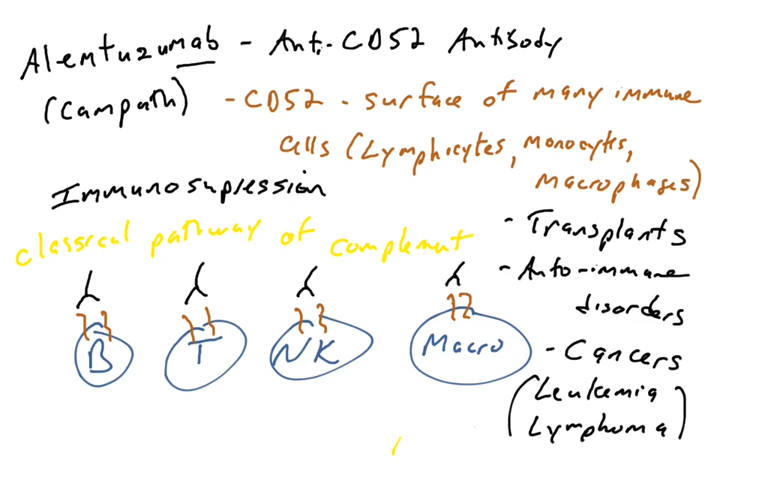 Alemtuzumab - Anti-CD52 Antibody
(Campath)
- CD52 - surface of many immune
cells (Lymphocytes, monocytes,
macrophages)
Immunosupression
classical pathway of complement
- Transplants
- Auto-immune
disorders
- Cancers
(Leukemia
Lymphoma)
B T NK Macro